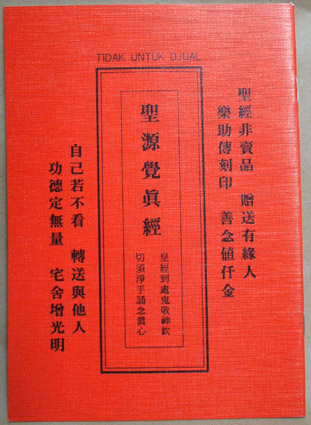 TIDAK UNTUK DJUAL
聖經非賣品 贈送有緣人
樂助傳刻印 善念値仟金
聖源覺眞經
皇經到處鬼敬神欽
切須淨手誦念眞心
自己若不看 轉送與他人
功德定無量 宅舍增光明